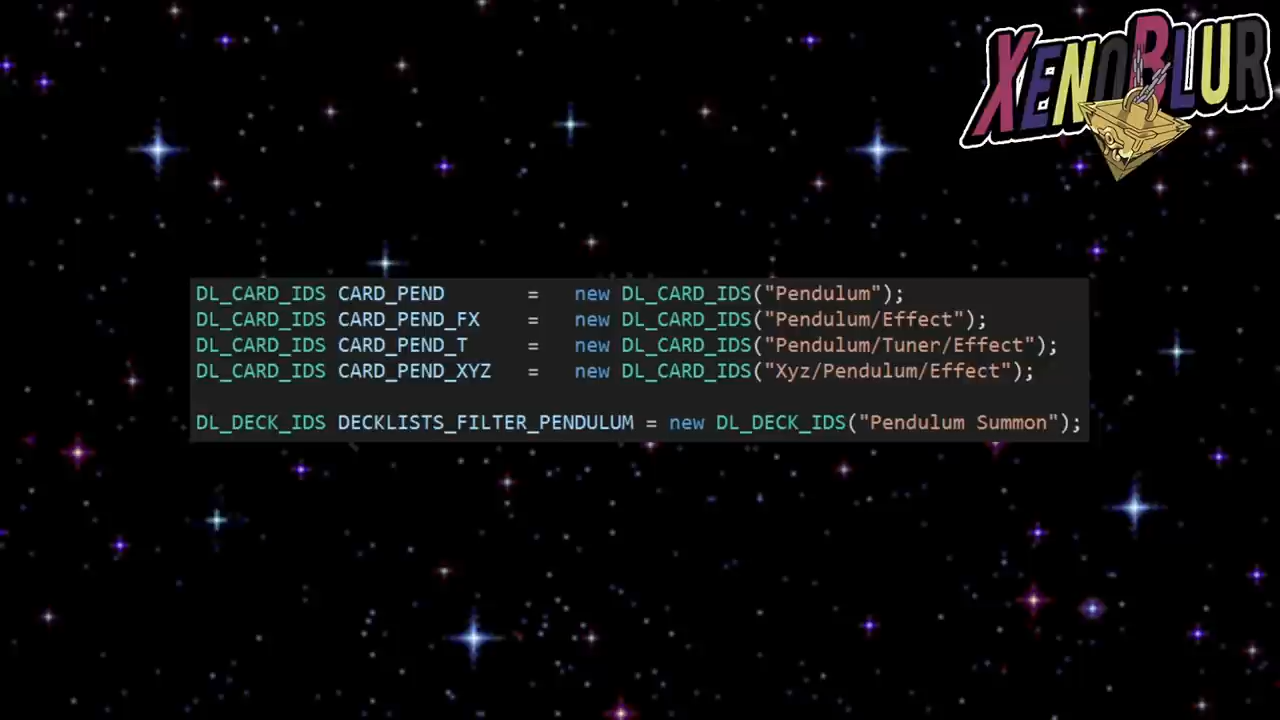 XENOBLUR
DL_CARD_IDS CARD_PEND = new DL_CARD_IDS("Pendulum");
DL_CARD_IDS CARD_PEND_FX = new DL_CARD_IDS("Pendulum/Effect");
DL_CARD_IDS CARD_PEND_T = new DL_CARD_IDS("Pendulum/Tuner/Effect");
DL_CARD_IDS CARD_PEND_XYZ = new DL_CARD_IDS("Xyz/Pendulum/Effect");
DL_DECK_IDS DECKLISTS_FILTER_PENDULUM = new DL_DECK_IDS("Pendulum Summon");